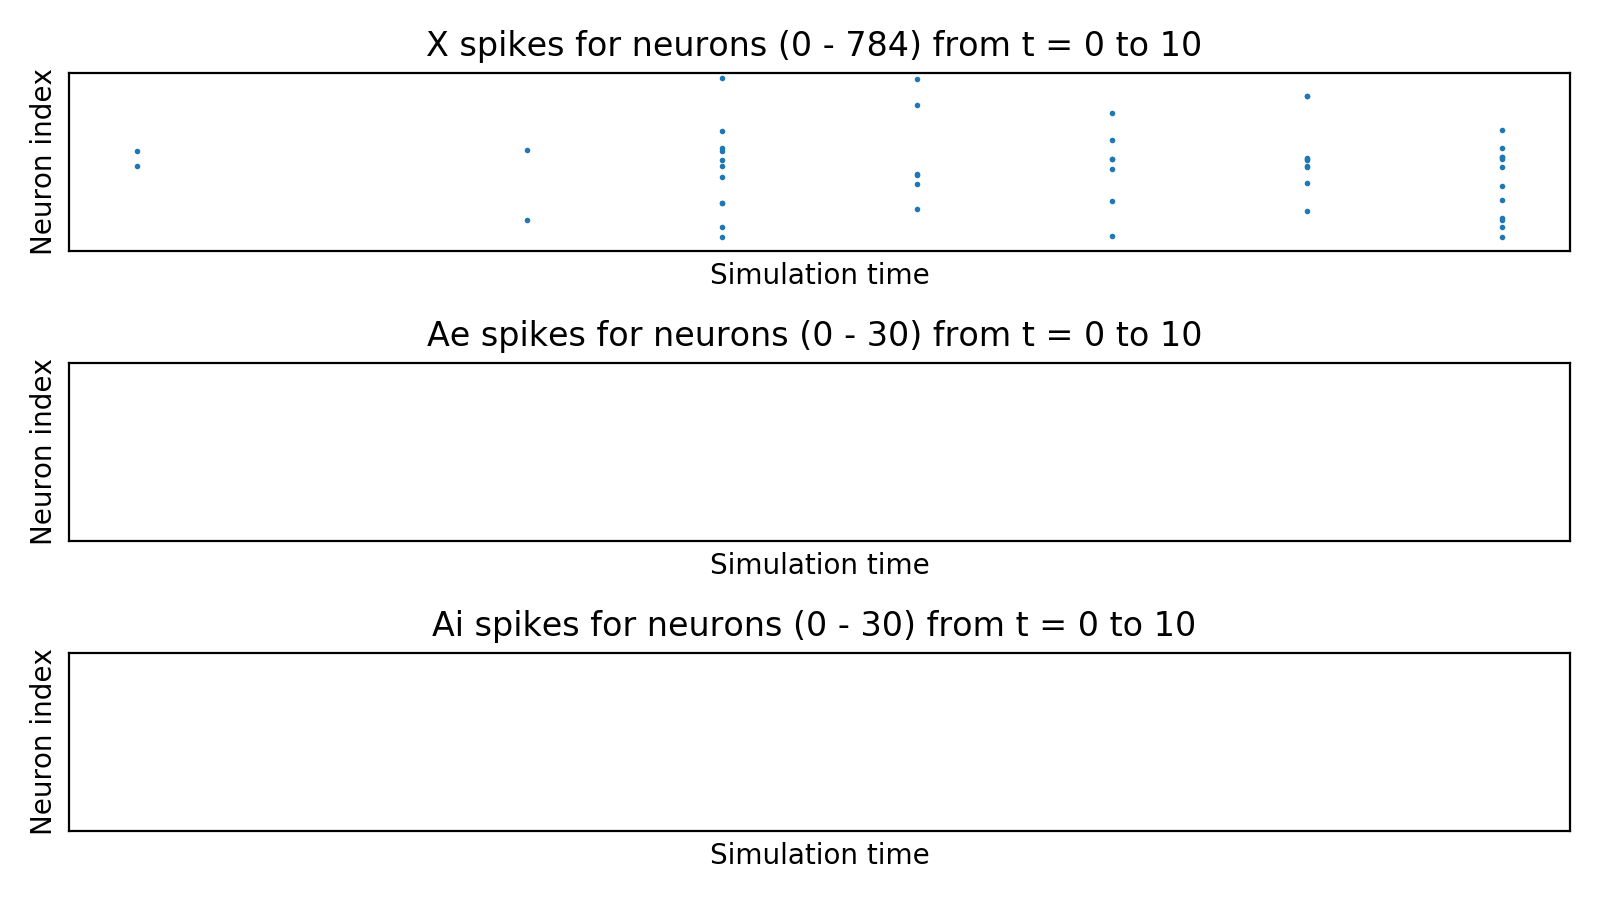 X spikes for neurons (0 - 784) from t = 0 to 10
Neuron index
Simulation time
Ae spikes for neurons (0 - 30) from t = 0 to 10
Neuron index
Simulation time
Ai spikes for neurons (0 - 30) from t = 0 to 10
Neuron index
Simulation time